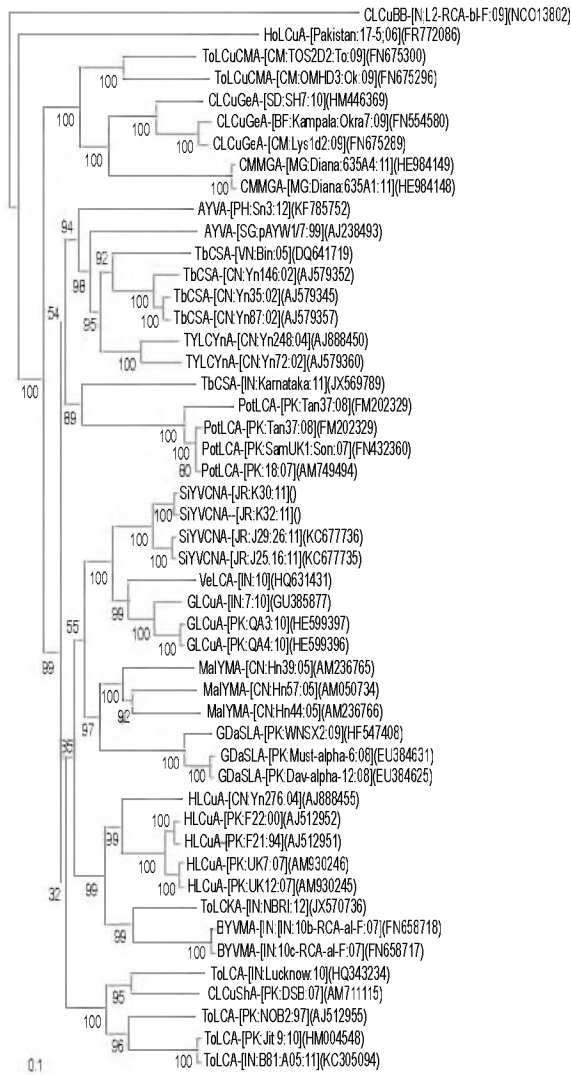 CLCuBB-[N:L2-RCA-bl-F:09](NC013802)
HoLCuA-[Pakistan:17-5;06](FR772086)
ToLCuCMA-[CM:TOS2D2:To:09](FN675300)
ToLCuCMA-[CM:OMHD3:Ok:09](FN675296)
100
CLCuGeA-[SD:SH7:10](HM446369)
CLCuGeA-[BF:Kampala:Okra7:09](FN554580)
100
100
CLCuGeA-[CM:Lys1d2:09](FN675289)
100
CMMGA-[MG:Diana:635A4:11](HE984149)
100
CMMGA-[MG:Diana:635A1:11](HE984148)
AYVA-[PH:Sn3:12](KF785752)
94
AYVA-[SG:pAYW1/7:99](AJ238493)
92
TbCSA-[VN:Bin:05](DQ641719)
98
TbCSA-[CN:Yn146:02](AJ579352)
100
TbCSA-[CN:Yn35:02](AJ579345)
54
95
100
TbCSA-[CN:Yn87:02](AJ579357)
TYLCYnA-[CN:Yn248:04](AJ888450)
100
TYLCYnA-[CN:Yn72:02](AJ579360)
100
TbCSA-[IN:Karnataka:11](JX569789)
PotLCA-[PK:Tan37:08](FM202329)
89
PotLCA-[PK:Tan37:08](FM202329)
100
PotLCA-[PK:SamUK1:Son:07](FN432360)
100
80
PotLCA-[PK:18:07](AM749494)
SiYVCNA-[JR:K30:11]()
100
SiYVCNA--[JR:K32:11]()
SiYVCNA-[JR:J29:26:11](KC677736)
100
100
SiYVCNA-[JR:J25.16:11](KC677735)
VeLCA-[IN:10](HQ631431)
GLCuA-[IN:7:10](GU385877)
99
GLCuA-[PK:QA3:10](HE599397)
55
100
100
GLCuA-[PK:QA4:10](HE599396)
99
MalYMA-[CN:Hn39:05](AM236765)
100
MalYMA-[CN:Hn57:05](AM050734)
92
MalYMA-[CN:Hn44:05](AM236766)
97
GDaSLA-[PK:WNSX2:09](HF547408)
GDaSLA-[PK:Must-alpha-6:08](EU384631)
100
100
GDaSLA-[PK:Dav-alpha-12:08](EU384625)
HLCuA-[CN:Yn276:04](AJ888455)
HLCuA-[PK:F22:00](AJ512952)
99
100
HLCuA-[PK:F21:94](AJ512951)
HLCuA-[PK:UK7:07](AM930246)
100
100
HLCuA-[PK:UK12:07](AM930245)
32
99
ToLCKA-[IN:NBRI:12](JX570736)
BYVMA-[IN:[IN:10b-RCA-al-F:07](FN658718)
99
100
BYVMA-[IN:10c-RCA-al-F:07](FN658717)
ToLCA-[IN:Lucknow:10](HQ343234)
95
CLCuShA-[PK:DSB:07](AM711115)
100
ToLCA-[PK:NOB2:97](AJ512955)
96
ToLCA-[PK:Jit 9:10](HM004548)
100
ToLCA-[IN:B81:A05:11](KC305094)
0.1